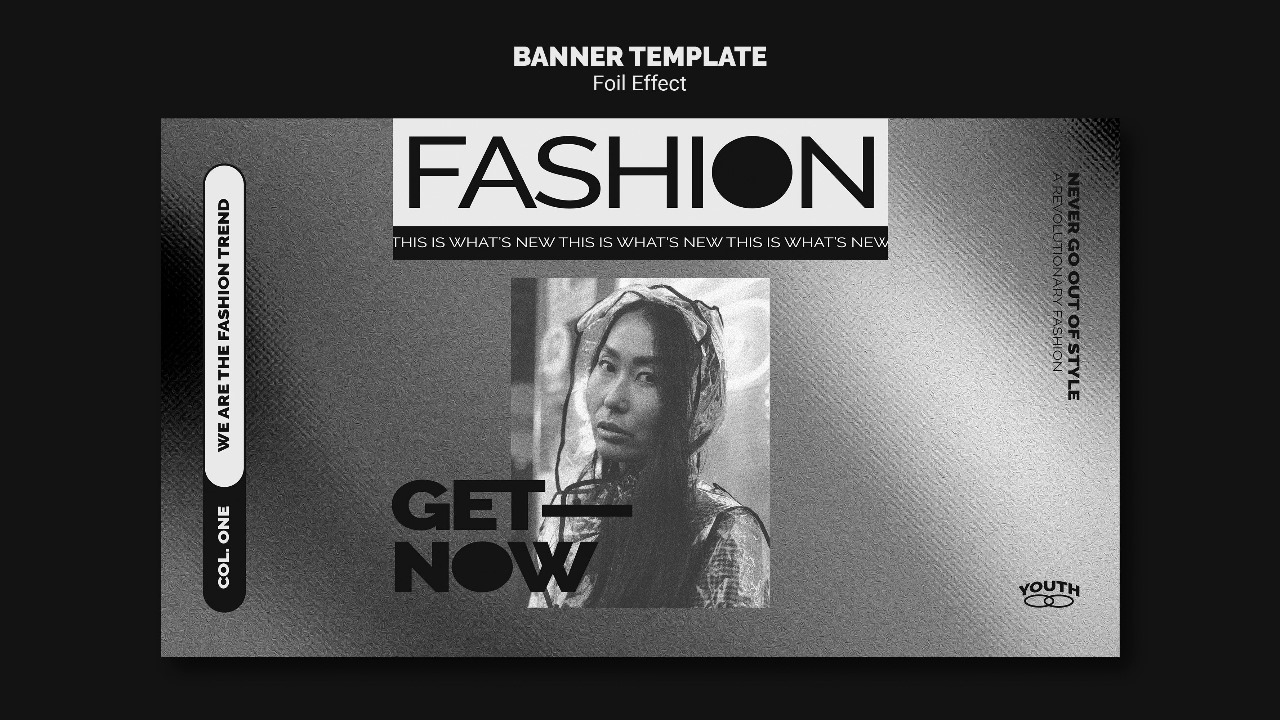 BANNER TEMPLATE
Foil Effect
FASHION
THIS IS WHAT'S NEW THIS IS WHAT'S NEW THIS IS WHAT'S NEW
WE ARE THE FASHION TREND
COL. ONE
GET—
NOW
NEVER GO OUT OF STYLE
A REVOLUTIONARY FASHION
YOUTH